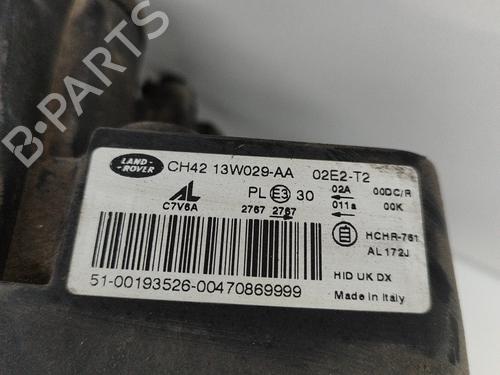 B-PARTS
LAND-
ROVER
CH42 13W029-AA 02E2-T2
AL
C7V6A
PL E3 30
2767 2767
02A 00DC/R
011a 00K
HCHR-761
AL 172J
HID UK DX
Made in Italy
51-00193526-00470869999